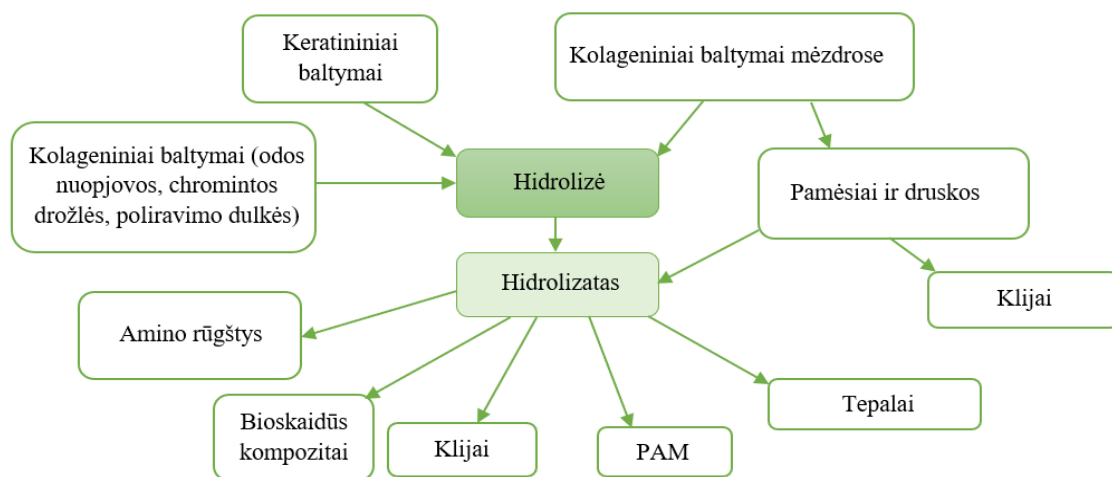 Keratininiai
baltymai
Kolageniniai baltymai mėzdrose
Kolageniniai baltymai (odos
nuopjovos, chromintos
drožlės, poliravimo dulkės)
Hidrolizė
Pamėsiai ir druskos
Hidrolizatas
Klijai
Amino rūgštys
Tepalai
Bioskaidūs
kompozitai
Klijai
PAM